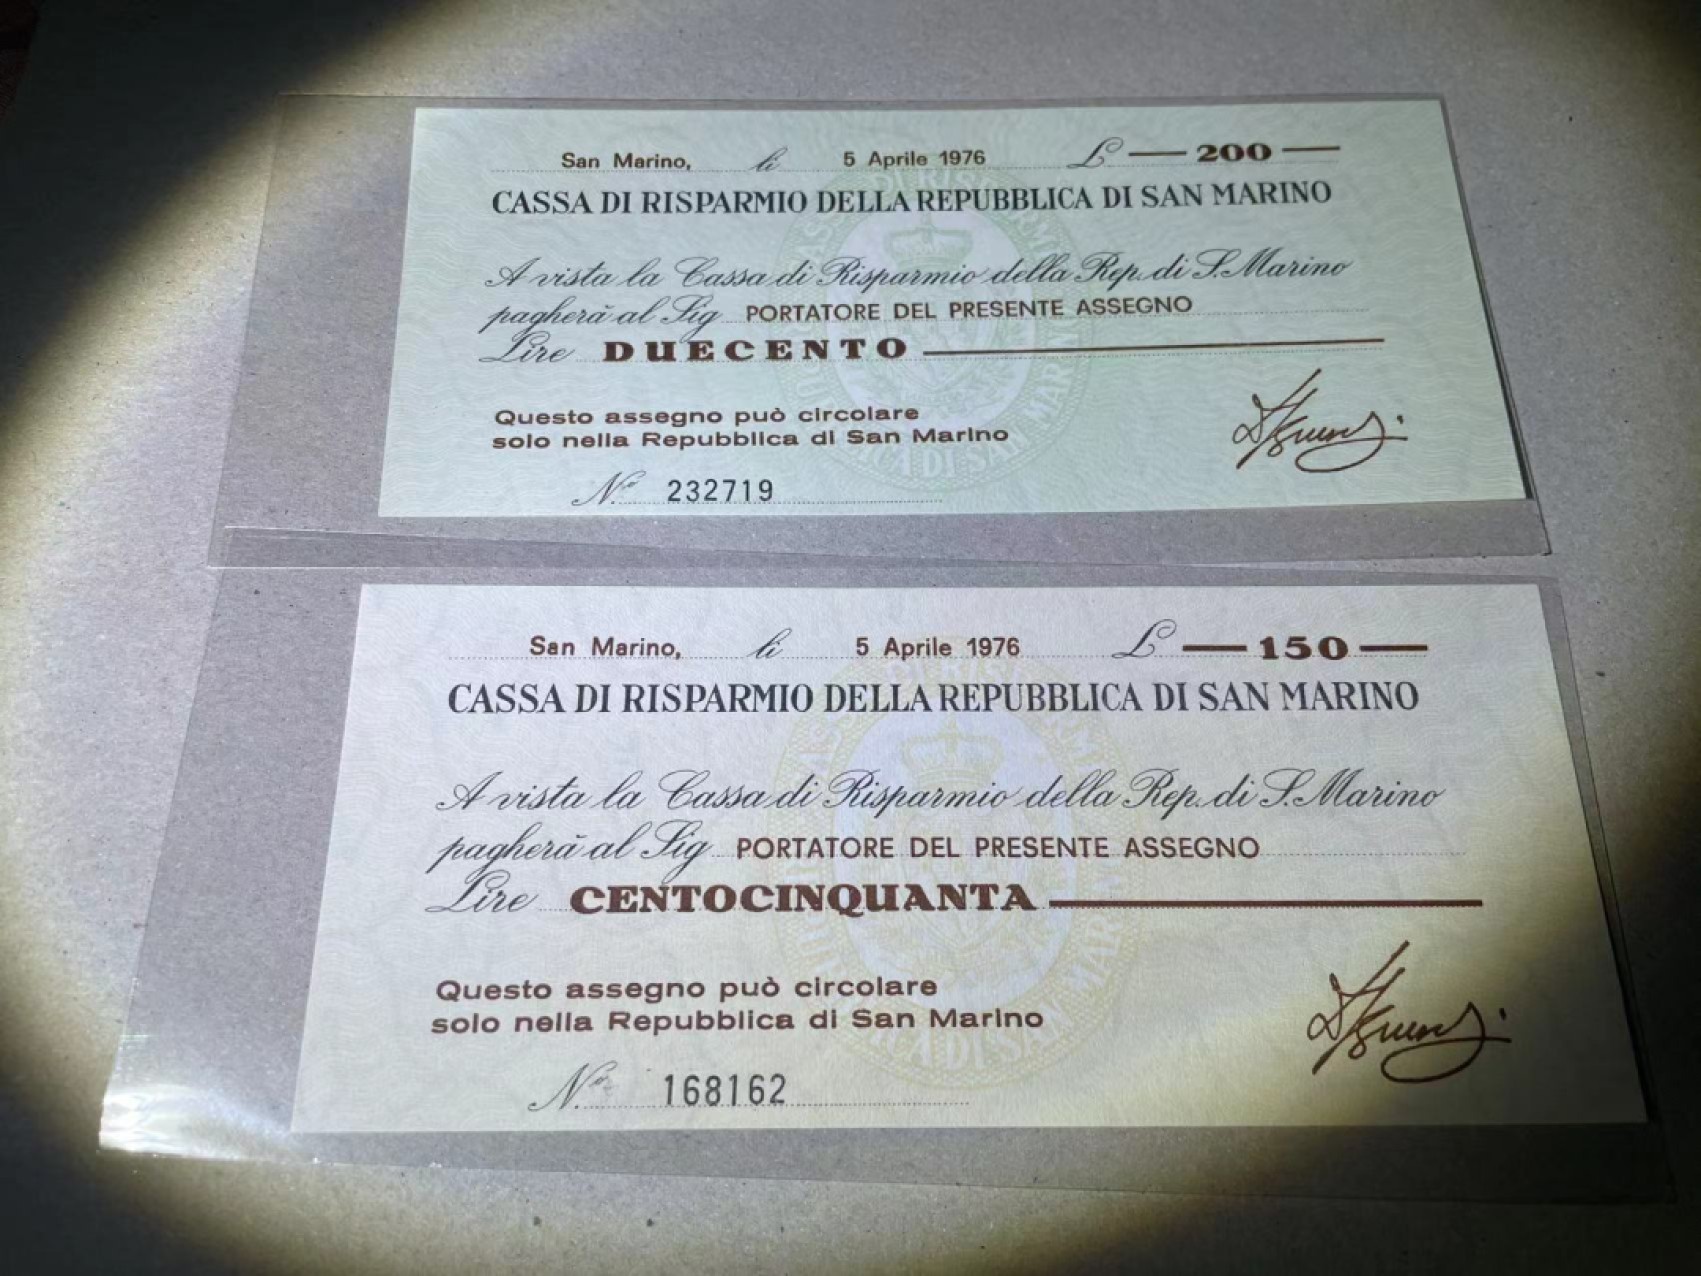 San Marino, li 5 Aprile 1976 £ — 200 —
CASSA DI RISPARMIO DELLA REPUBBLICA DI SAN MARINO
A vista la Cassa di Risparmio della Rep. di S. Marino
pagherà al Sig PORTATORE DEL PRESENTE ASSEGNO
Lire DUECENTO
Questo assegno può circolare
solo nella Repubblica di San Marino
N.º 232719
San Marino, li 5 Aprile 1976 £ — 150 —
CASSA DI RISPARMIO DELLA REPUBBLICA DI SAN MARINO
A vista la Cassa di Risparmio della Rep. di S. Marino
pagherà al Sig PORTATORE DEL PRESENTE ASSEGNO
Lire CENTOCINQUANTA
Questo assegno può circolare
solo nella Repubblica di San Marino
N.º 168162